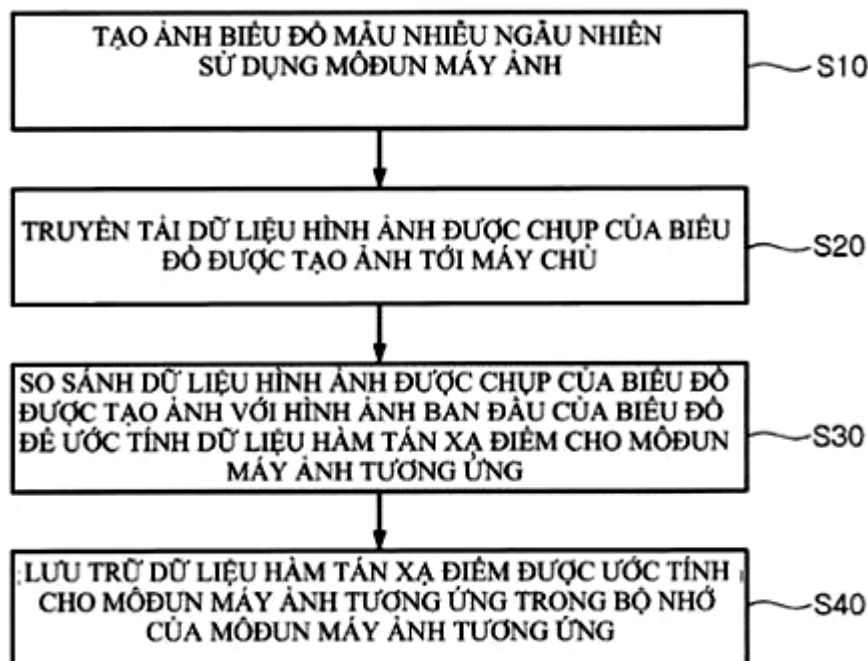 TẠO ẢNH BIỂU ĐỒ MẪU NHIỄU NGẪU NHIÊN
SỬ DỤNG MÔĐUN MÁY ẢNH
S10
TRUYỀN TẢI DỮ LIỆU HÌNH ẢNH ĐƯỢC CHỤP CỦA BIỂU
ĐỒ ĐƯỢC TẠO ẢNH TỚI MÁY CHỦ
S20
SO SÁNH DỮ LIỆU HÌNH ẢNH ĐƯỢC CHỤP CỦA BIỂU ĐỒ
ĐƯỢC TẠO ẢNH VỚI HÌNH ẢNH BAN ĐẦU CỦA BIỂU ĐỒ
ĐỂ ƯỚC TÍNH DỮ LIỆU HÀM TÁN XẠ ĐIỂM CHO MÔĐUN
MÁY ẢNH TƯƠNG ỨNG
S30
LƯU TRỮ DỮ LIỆU HÀM TÁN XẠ ĐIỂM ĐƯỢC ƯỚC TÍNH
CHO MÔĐUN MÁY ẢNH TƯƠNG ỨNG TRONG BỘ NHỚ
CỦA MÔĐUN MÁY ẢNH TƯƠNG ỨNG
S40